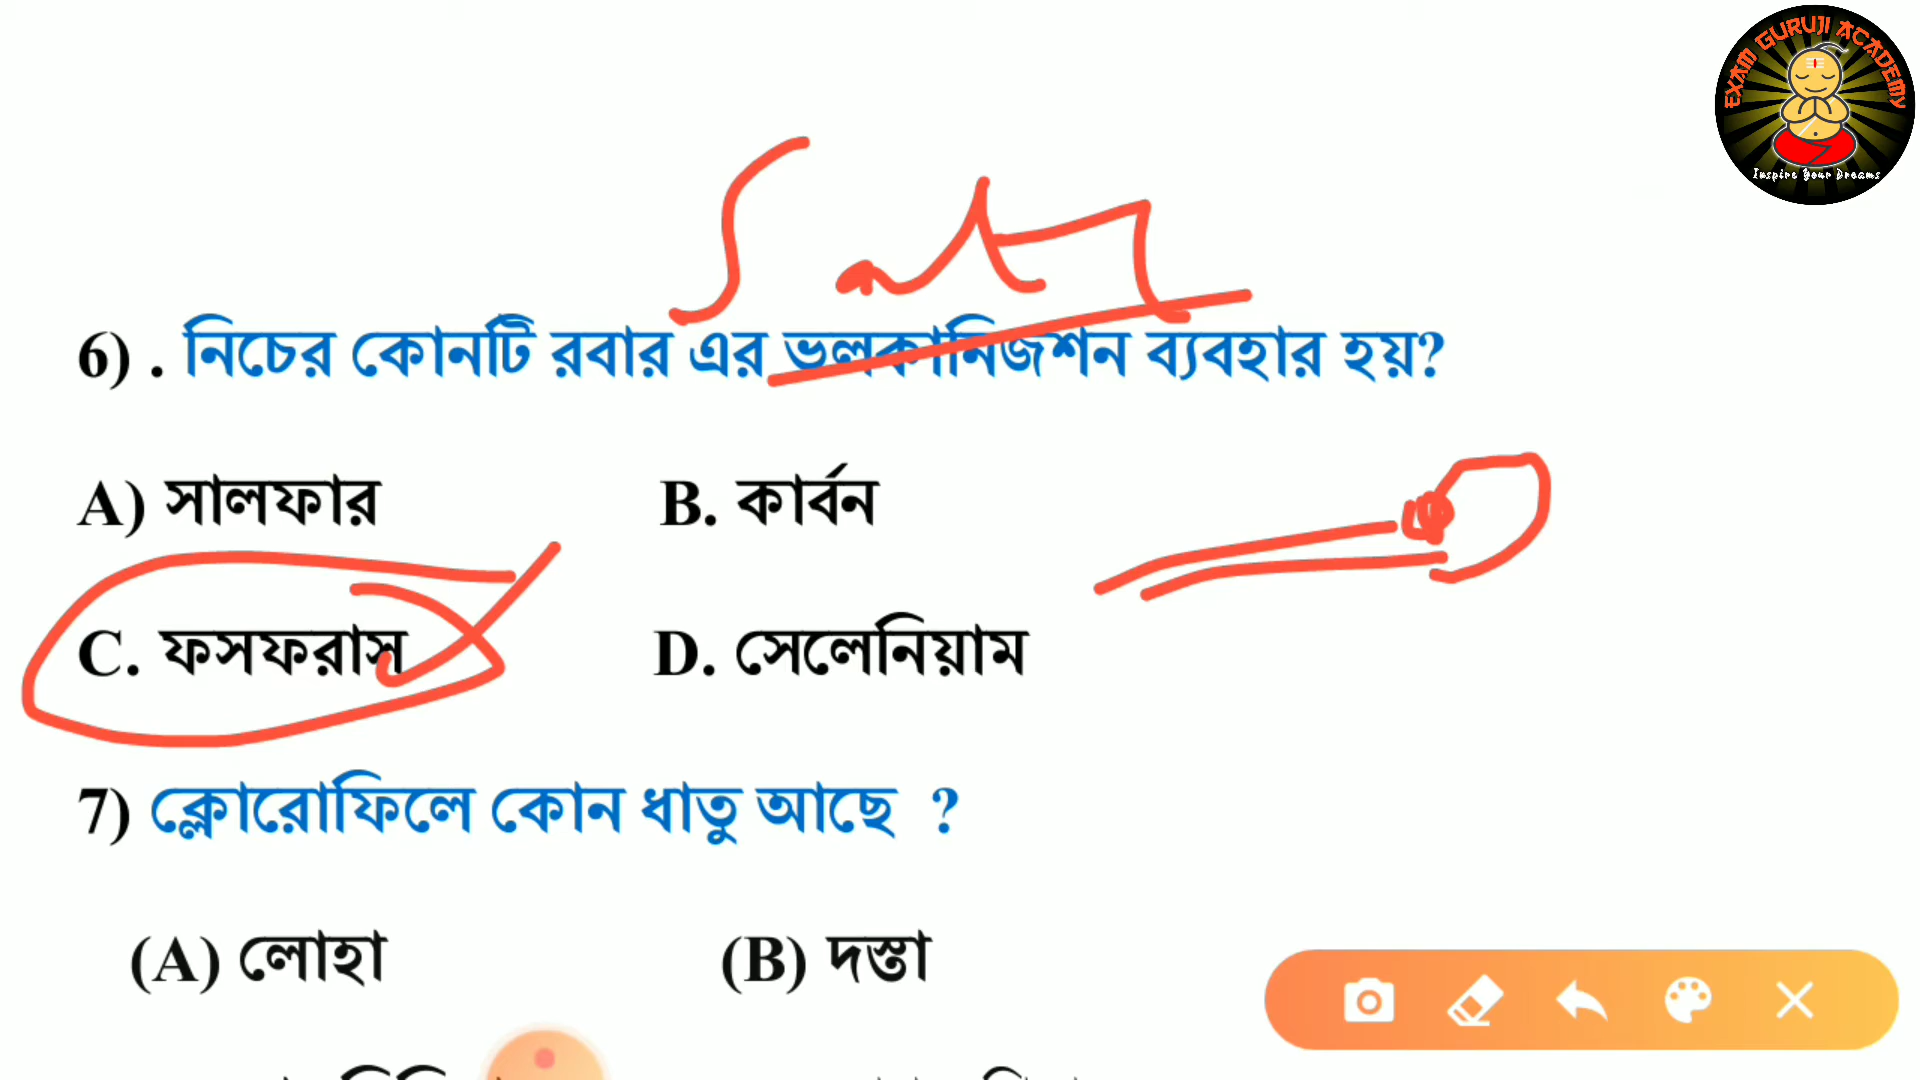 EXAM GURUJI ACADEMY
Inspire Your Dreams
6) . নিচের কোনটি রবার এর ভলকানিজশন ব্যবহার হয়?
A) সালফার B. কার্বন
C. ফসফরাস D. সেলেনিয়াম
7) ক্লোরোফিলে কোন ধাতু আছে ?
(A) লোহা (B) দস্তা